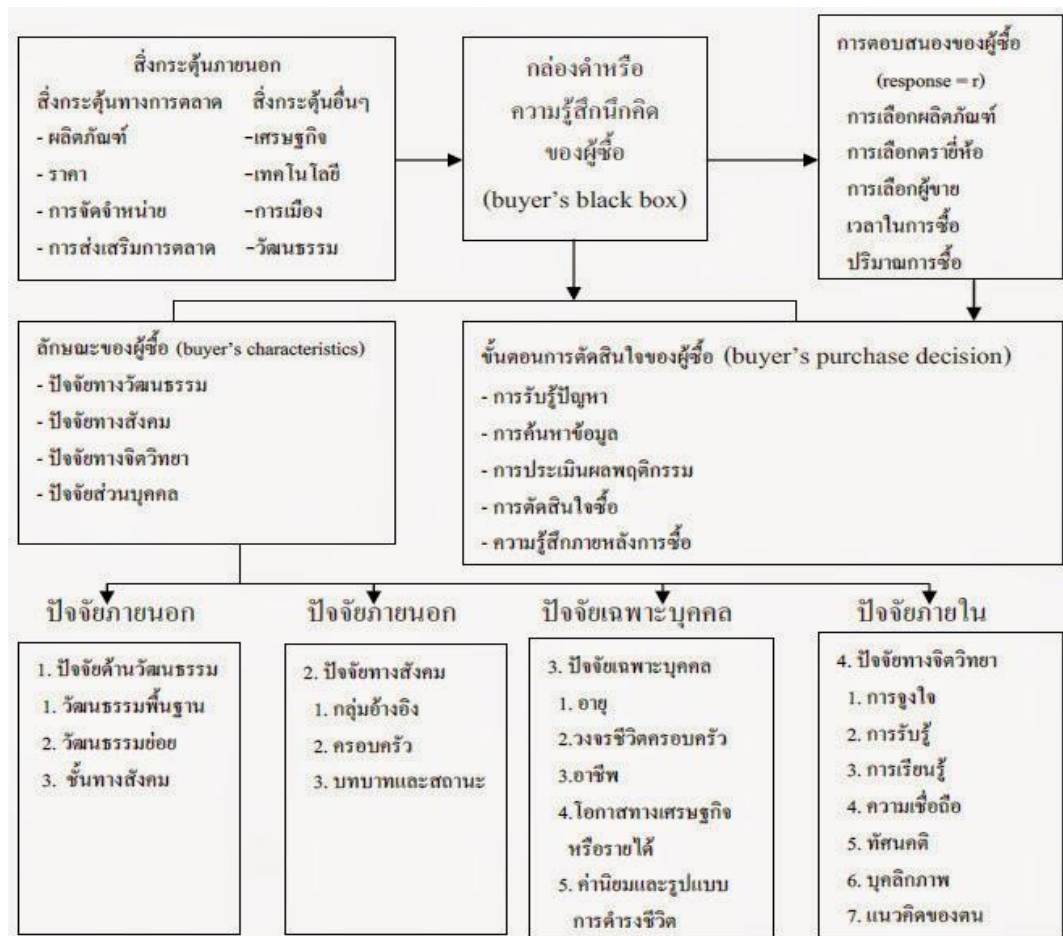 สิ่งกระตุ้นภายนอก
สิ่งกระตุ้นทางการตลาด สิ่งกระตุ้นอื่นๆ
- ผลิตภัณฑ์ -เศรษฐกิจ
- ราคา -เทคโนโลยี
- การจัดจำหน่าย -การเมือง
- การส่งเสริมการตลาด -วัฒนธรรม
กล่องดำหรือ
ความรู้สึกนึกคิด
ของผู้ซื้อ
(buyer's black box)
การตอบสนองของผู้ซื้อ
(response = r)
การเลือกผลิตภัณฑ์
การเลือกตรายี่ห้อ
การเลือกผู้ขาย
เวลาในการซื้อ
ปริมาณการซื้อ
ลักษณะของผู้ซื้อ (buyer's characteristics)
- ปัจจัยทางวัฒนธรรม
- ปัจจัยทางสังคม
- ปัจจัยทางจิตวิทยา
- ปัจจัยส่วนบุคคล
ขั้นตอนการตัดสินใจของผู้ซื้อ (buyer's purchase decision)
- การรับรู้ปัญหา
- การค้นหาข้อมูล
- การประเมินผลพฤติกรรม
- การตัดสินใจซื้อ
- ความรู้สึกภายหลังการซื้อ
ปัจจัยภายนอก
1. ปัจจัยด้านวัฒนธรรม
1. วัฒนธรรมพื้นฐาน
2. วัฒนธรรมย่อย
3. ชั้นทางสังคม
ปัจจัยภายนอก
2. ปัจจัยทางสังคม
1. กลุ่มอ้างอิง
2. ครอบครัว
3. บทบาทและสถานะ
ปัจจัยเฉพาะบุคคล
3. ปัจจัยเฉพาะบุคคล
1. อายุ
2.วงจรชีวิตครอบครัว
3.อาชีพ
4.โอกาสทางเศรษฐกิจ
หรือรายได้
5. ค่านิยมและรูปแบบ
การดำรงชีวิต
ปัจจัยภายใน
4. ปัจจัยทางจิตวิทยา
1. การจูงใจ
2. การรับรู้
3. การเรียนรู้
4. ความเชื่อถือ
5. ทัศนคติ
6. บุคลิกภาพ
7. แนวคิดของตน